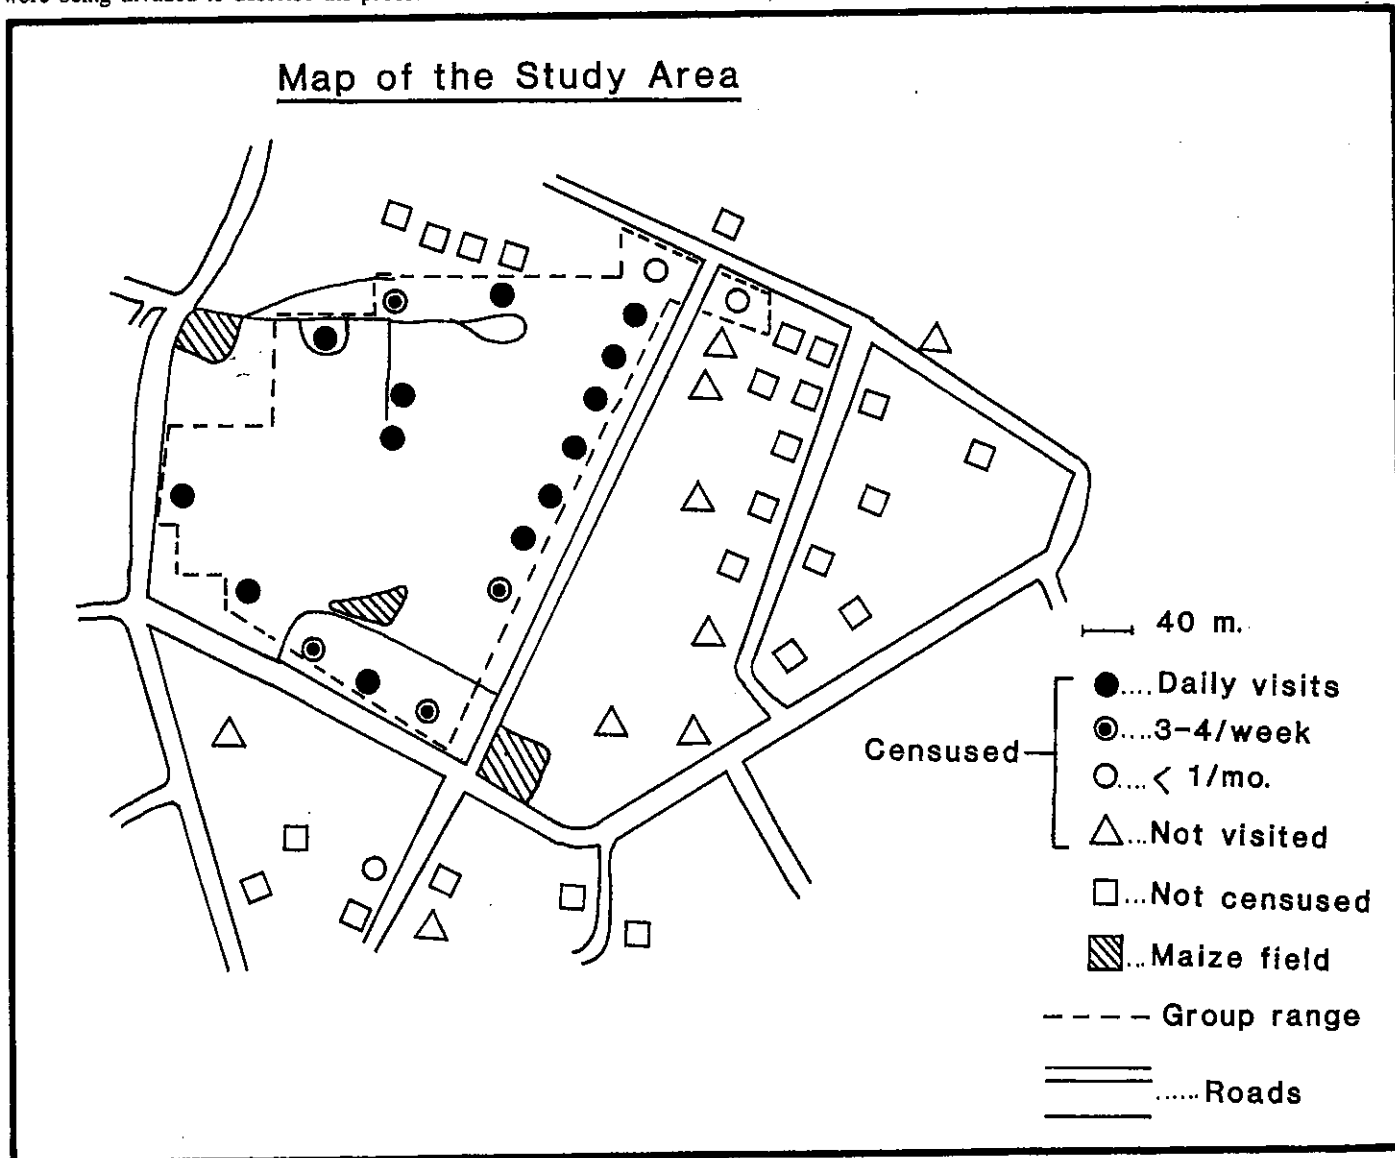 Map of the Study Area
40 m.
Censused
....Daily visits
....3-4/week
....< 1/mo.
...Not visited
...Not censused
...Maize field
Group range
......Roads